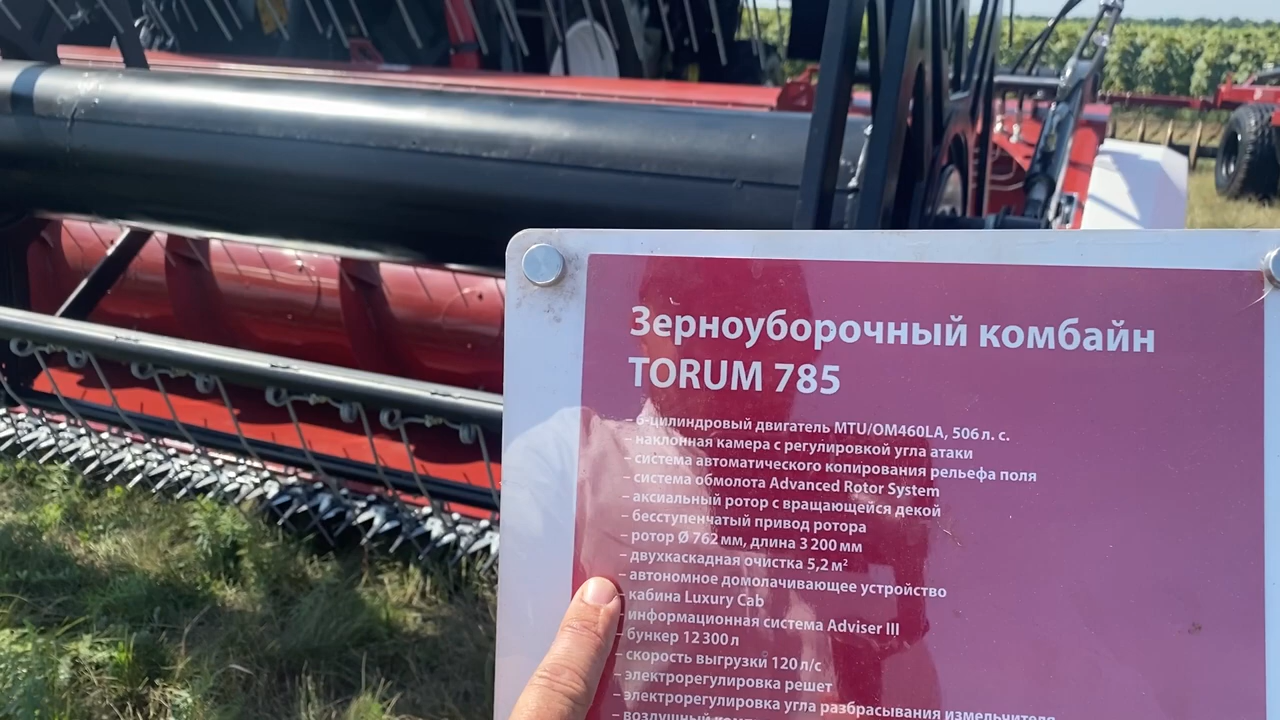 Зерноуборочный комбайн
TORUM 785
– 6-цилиндровый двигатель MTU/OM460LA, 506 л. с.
– наклонная камера с регулировкой угла атаки
– система автоматического копирования рельефа поля
– система обмолота Advanced Rotor System
– аксиальный ротор с вращающейся декой
– бесступенчатый привод ротора
– ротор Ø 762 мм, длина 3 200 мм
– двухкаскадная очистка 5,2 м²
– автономное домолачивающее устройство
– кабина Luxury Cab
– информационная система Adviser III
– бункер 12 300 л
– скорость выгрузки 120 л/с
– электрорегулировка решет
– электрорегулировка угла разбрасывания измельчителя
– воздушный